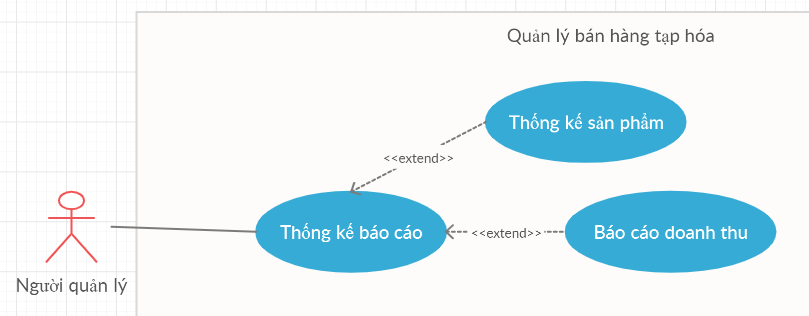 Quản lý bán hàng tạp hóa
Thống kế sản phẩm
<<extend>>
Thống kế báo cáo
<<extend>>
Báo cáo doanh thu
Người quản lý